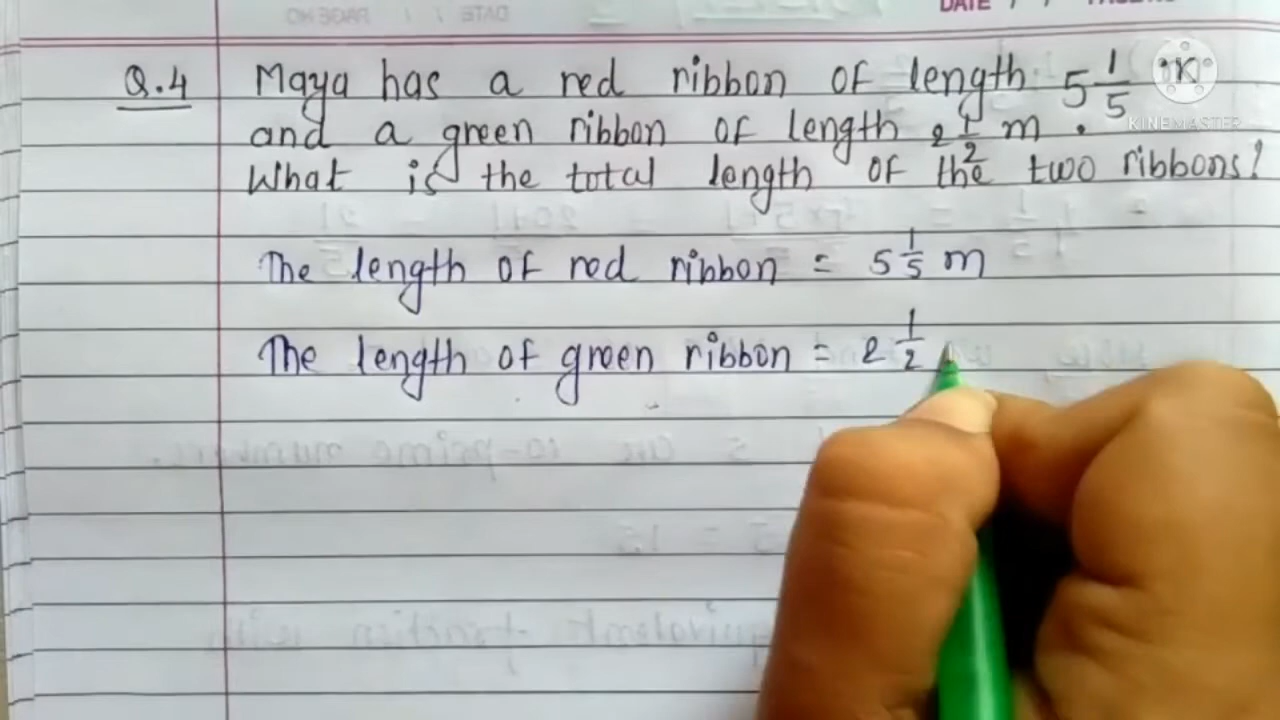 DATE / /
Q.4 Maya has a red ribbon of length 5 1/5
and a green ribbon of length 2 1/2 m.
What is the total length of the two ribbons?
The length of red ribbon = 5 1/5 m
The length of green ribbon = 2 1/2
K
KINEMASTER